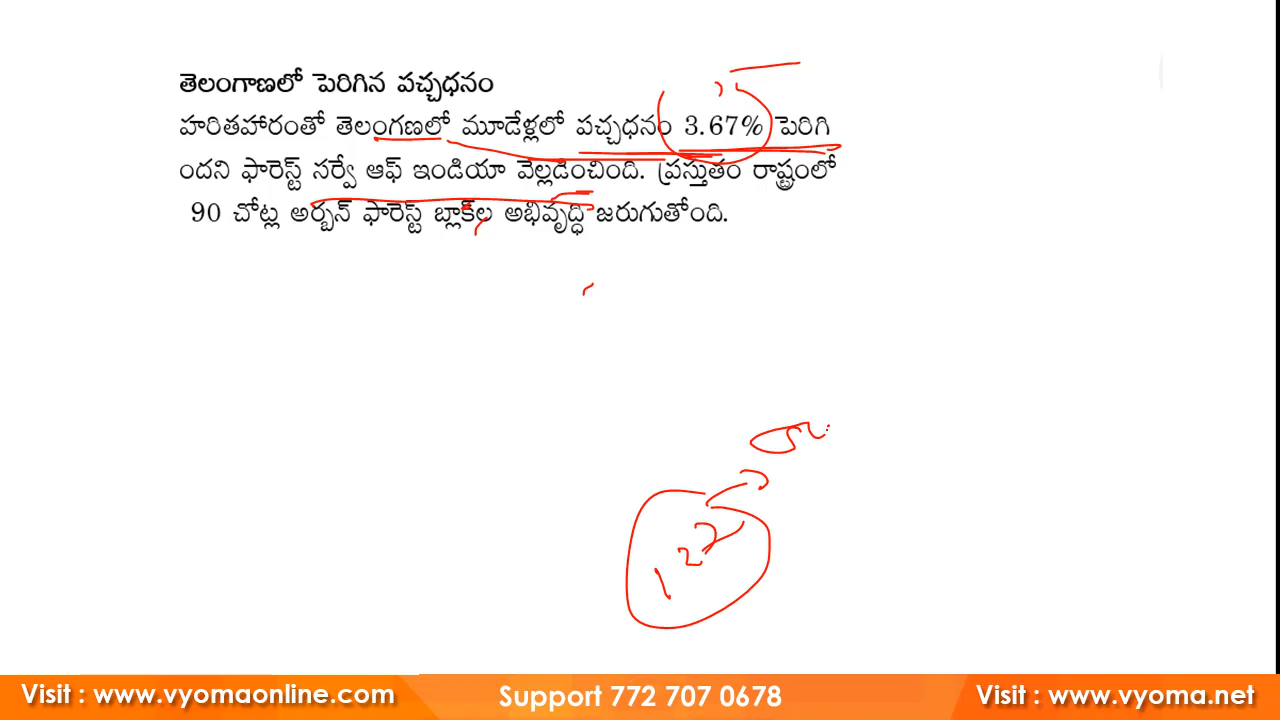 తెలంగాణలో పెరిగిన పచ్చధనం
హరితహారంతో తెలంగణలో మూడేళ్లలో పచ్చధనం 3.67% పెరిగి
ందని ఫారెస్ట్ సర్వే ఆఫ్ ఇండియా వెల్లడించింది. ప్రస్తుతం రాష్ట్రంలో
90 చోట్ల అర్బన్ ఫారెస్ట్ బ్లాక్‌ల అభివృద్ధి జరుగుతోంది.
122
Visit : www.vyomaonline.com Support 772 707 0678 Visit : www.vyoma.net